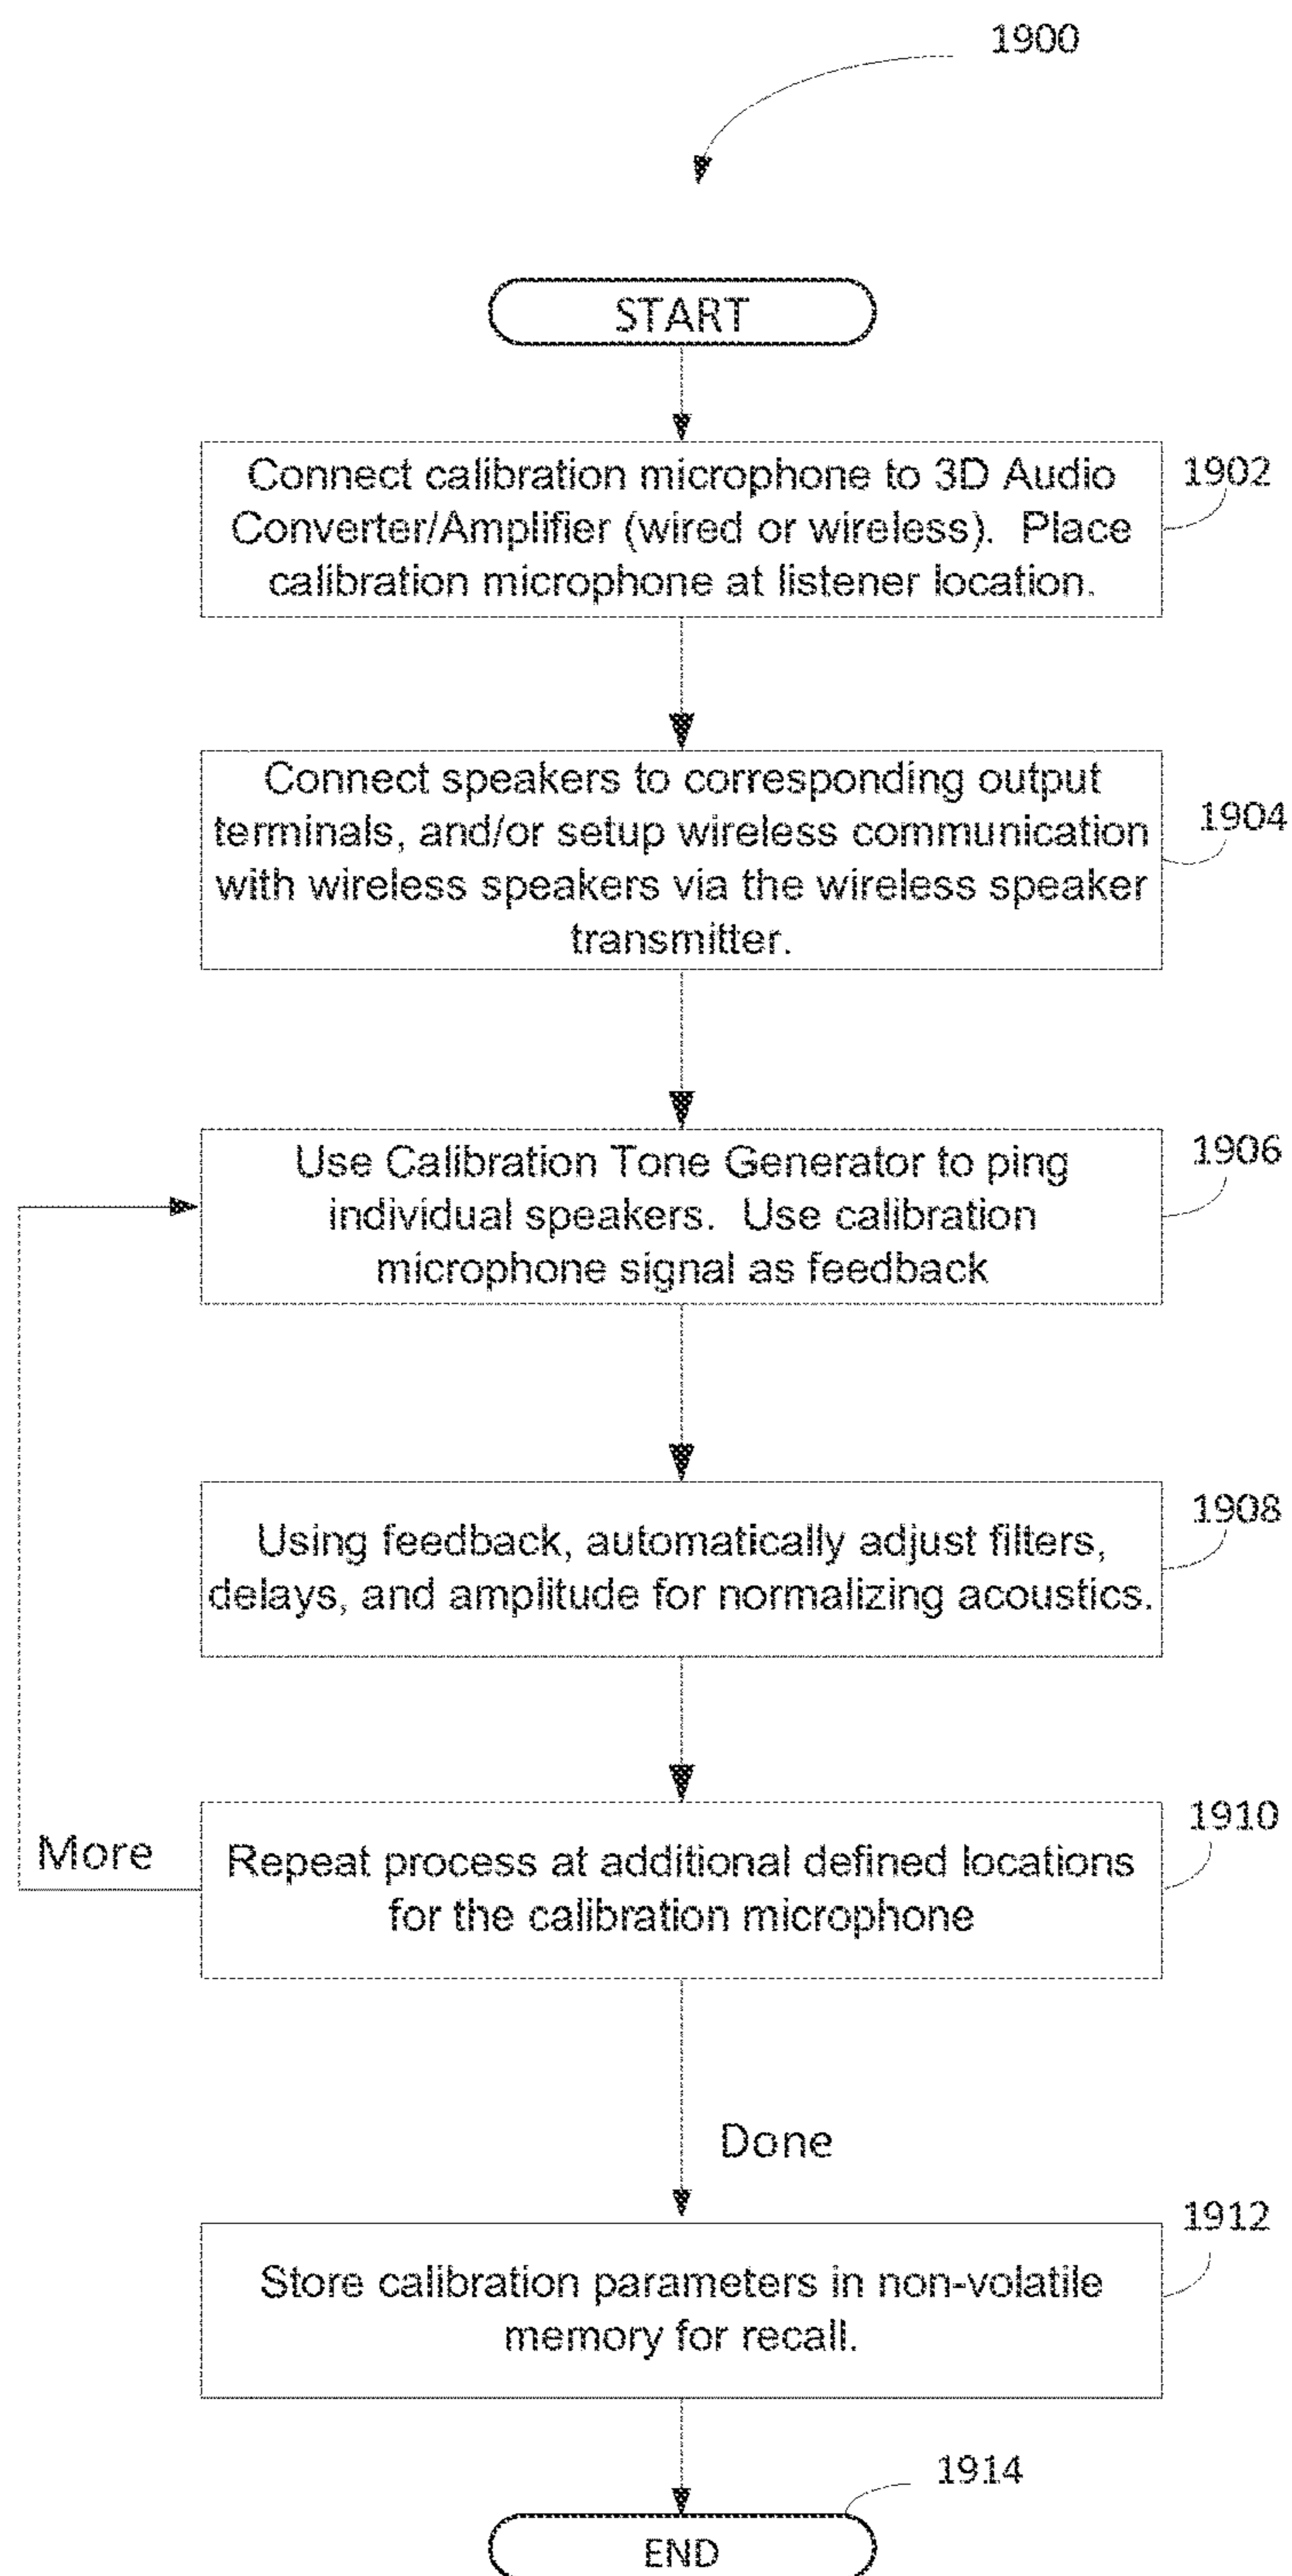 1900
START
Connect calibration microphone to 3D Audio
Converter/Amplifier (wired or wireless).  Place
calibration microphone at listener location.
1902
Connect speakers to corresponding output
terminals, and/or setup wireless communication
with wireless speakers via the wireless speaker
transmitter.
1904
Use Calibration Tone Generator to ping
individual speakers.  Use calibration
microphone signal as feedback
1906
Using feedback, automatically adjust filters,
delays, and amplitude for normalizing acoustics.
1908
More
Repeat process at additional defined locations
for the calibration microphone
1910
Done
Store calibration parameters in non-volatile
memory for recall.
1912
1914
END